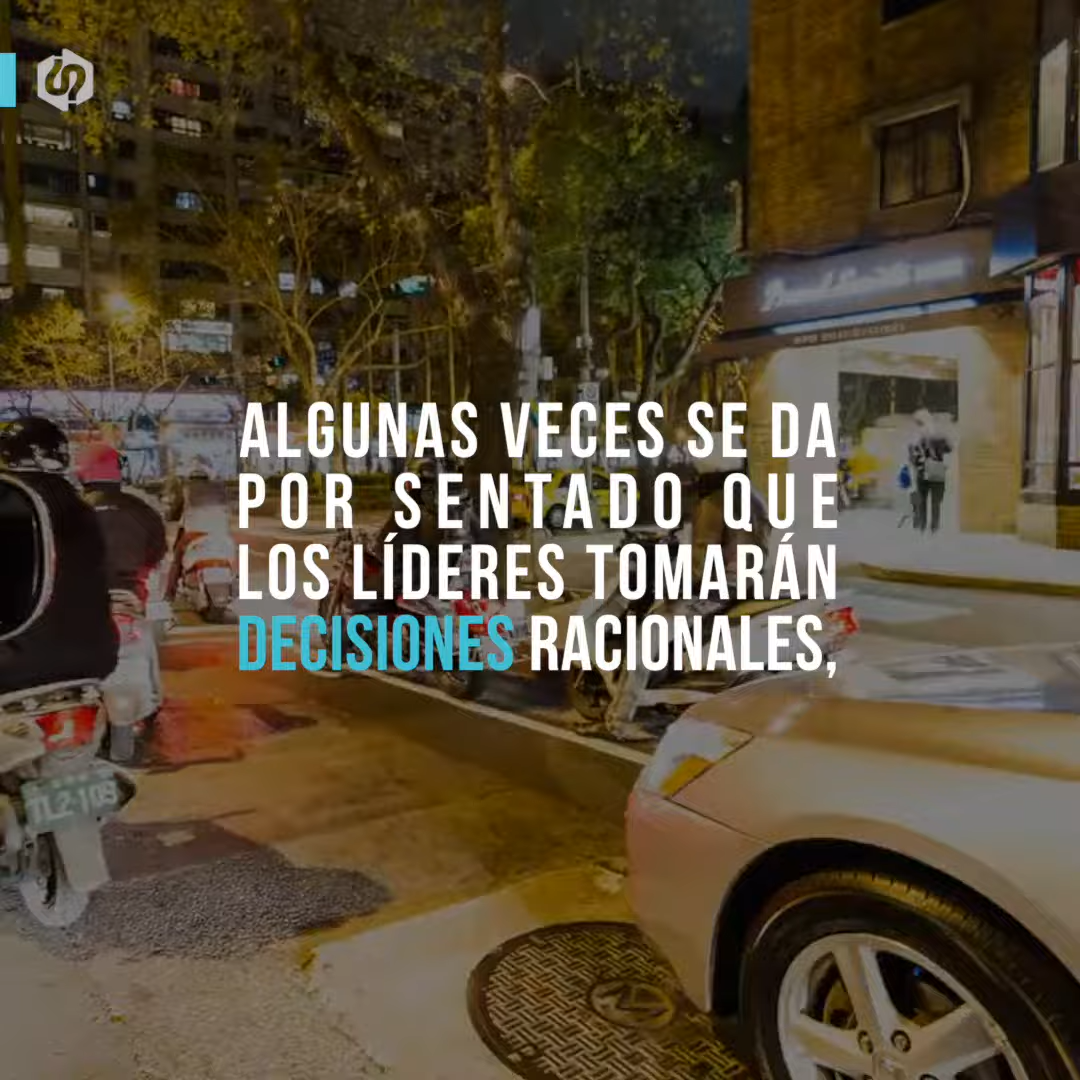 ALGUNAS VECES SE DA
POR SENTADO QUE
LOS LÍDERES TOMARÁN
DECISIONES RACIONALES,